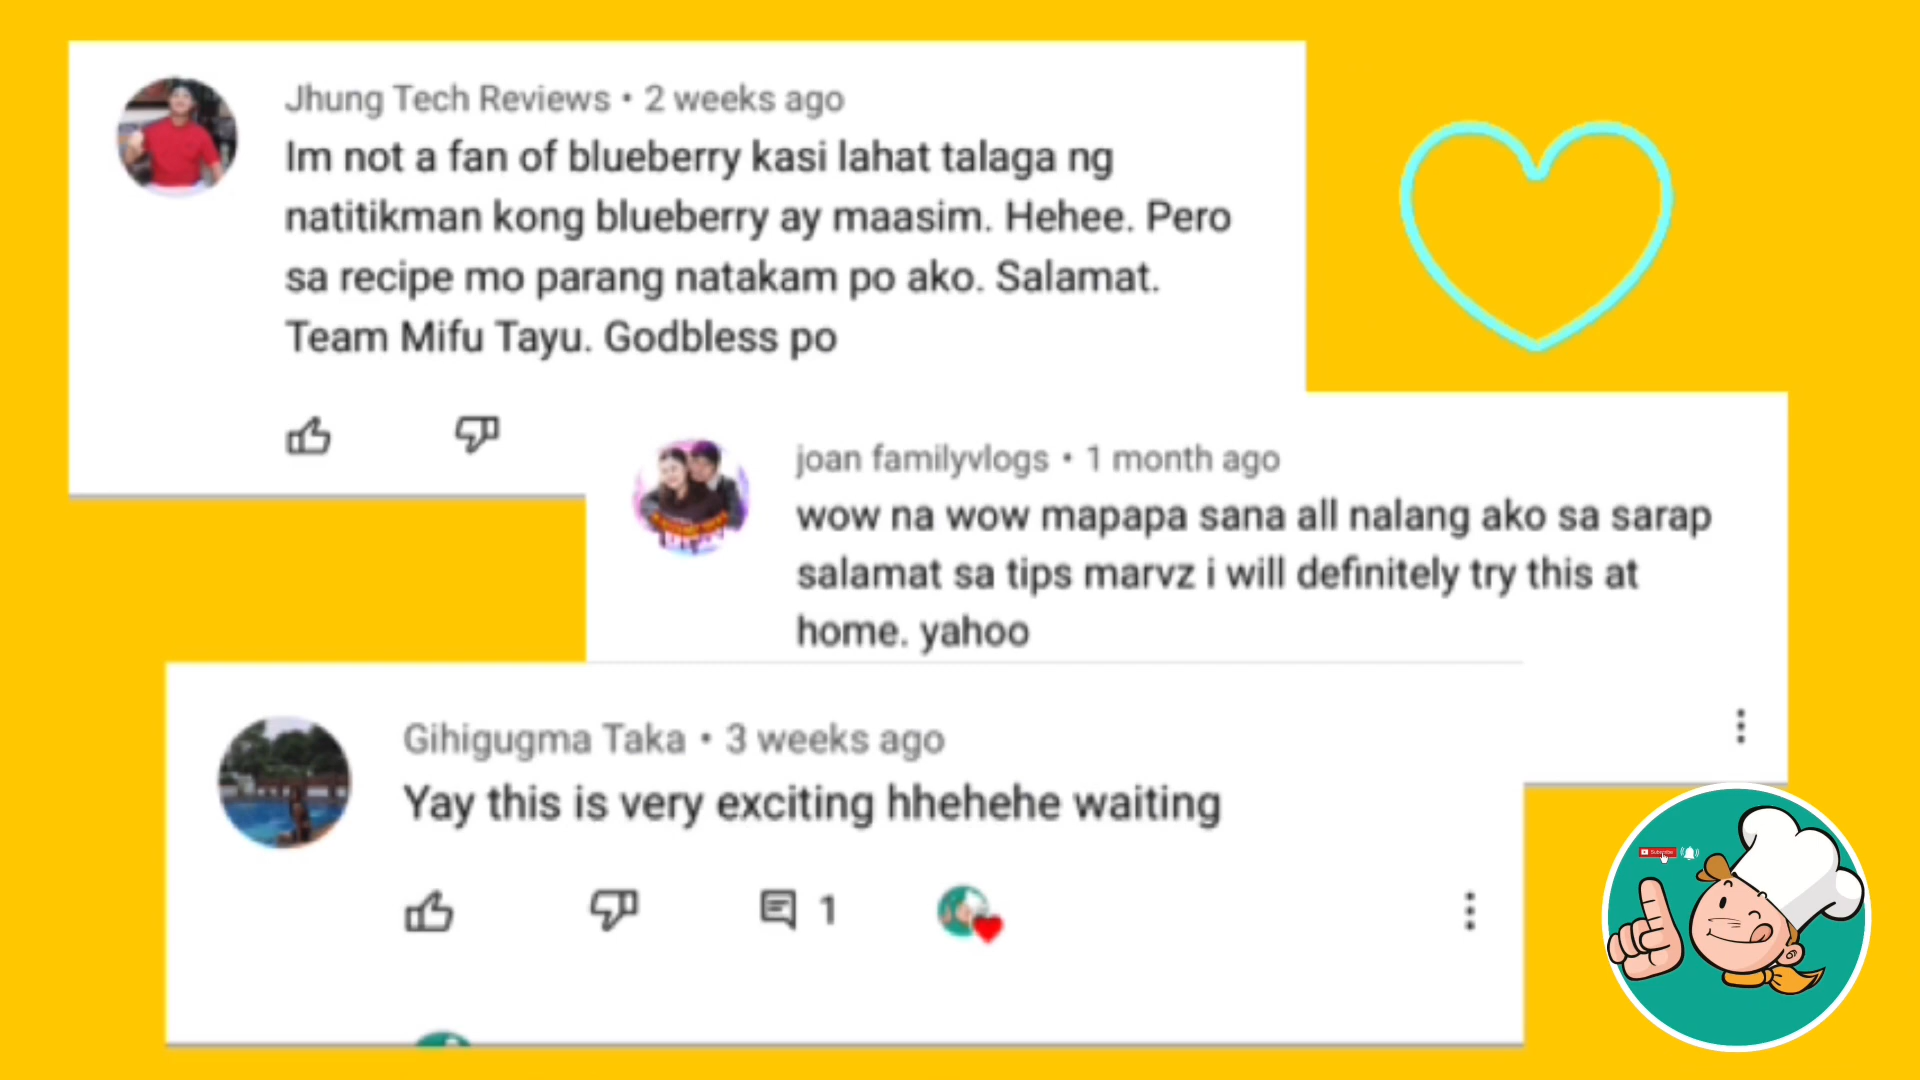 Jhung Tech Reviews • 2 weeks ago
Im not a fan of blueberry kasi lahat talaga ng
natitikman kong blueberry ay maasim. Hehee. Pero
sa recipe mo parang natakam po ako. Salamat.
Team Mifu Tayu. Godbless po
joan familyvlogs • 1 month ago
wow na wow mapapa sana all nalang ako sa sarap
salamat sa tips marvz i will definitely try this at
home. yahoo
Gihigugma Taka • 3 weeks ago
Yay this is very exciting hhehehe waiting
1
Subscribe